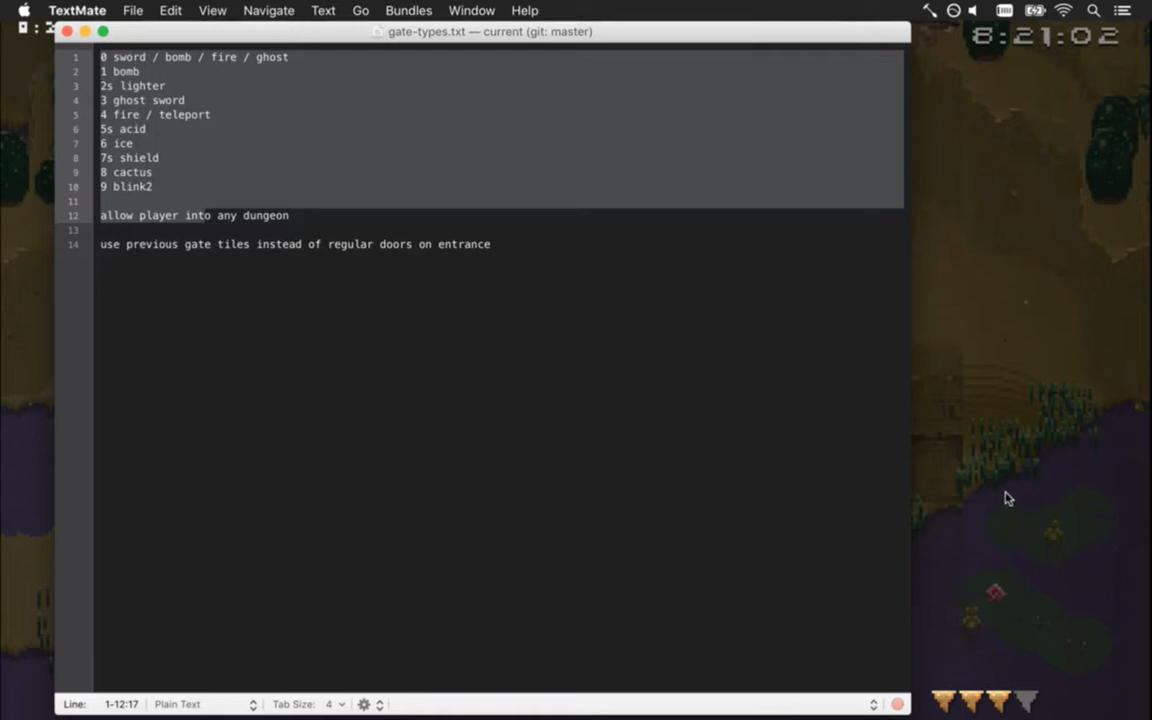 TextMate File Edit View Navigate Text Go Bundles Window Help
gate-types.txt — current (git: master)
8:21:02
1 0 sword / bomb / fire / ghost
2 1 bomb
3 2s lighter
4 3 ghost sword
5 4 fire / teleport
6 5s acid
7 6 ice
8 7s shield
9 8 cactus
10 9 blink2
11
12 allow player into any dungeon
13
14 use previous gate tiles instead of regular doors on entrance
Line: 1-12:17 Plain Text Tab Size: 4